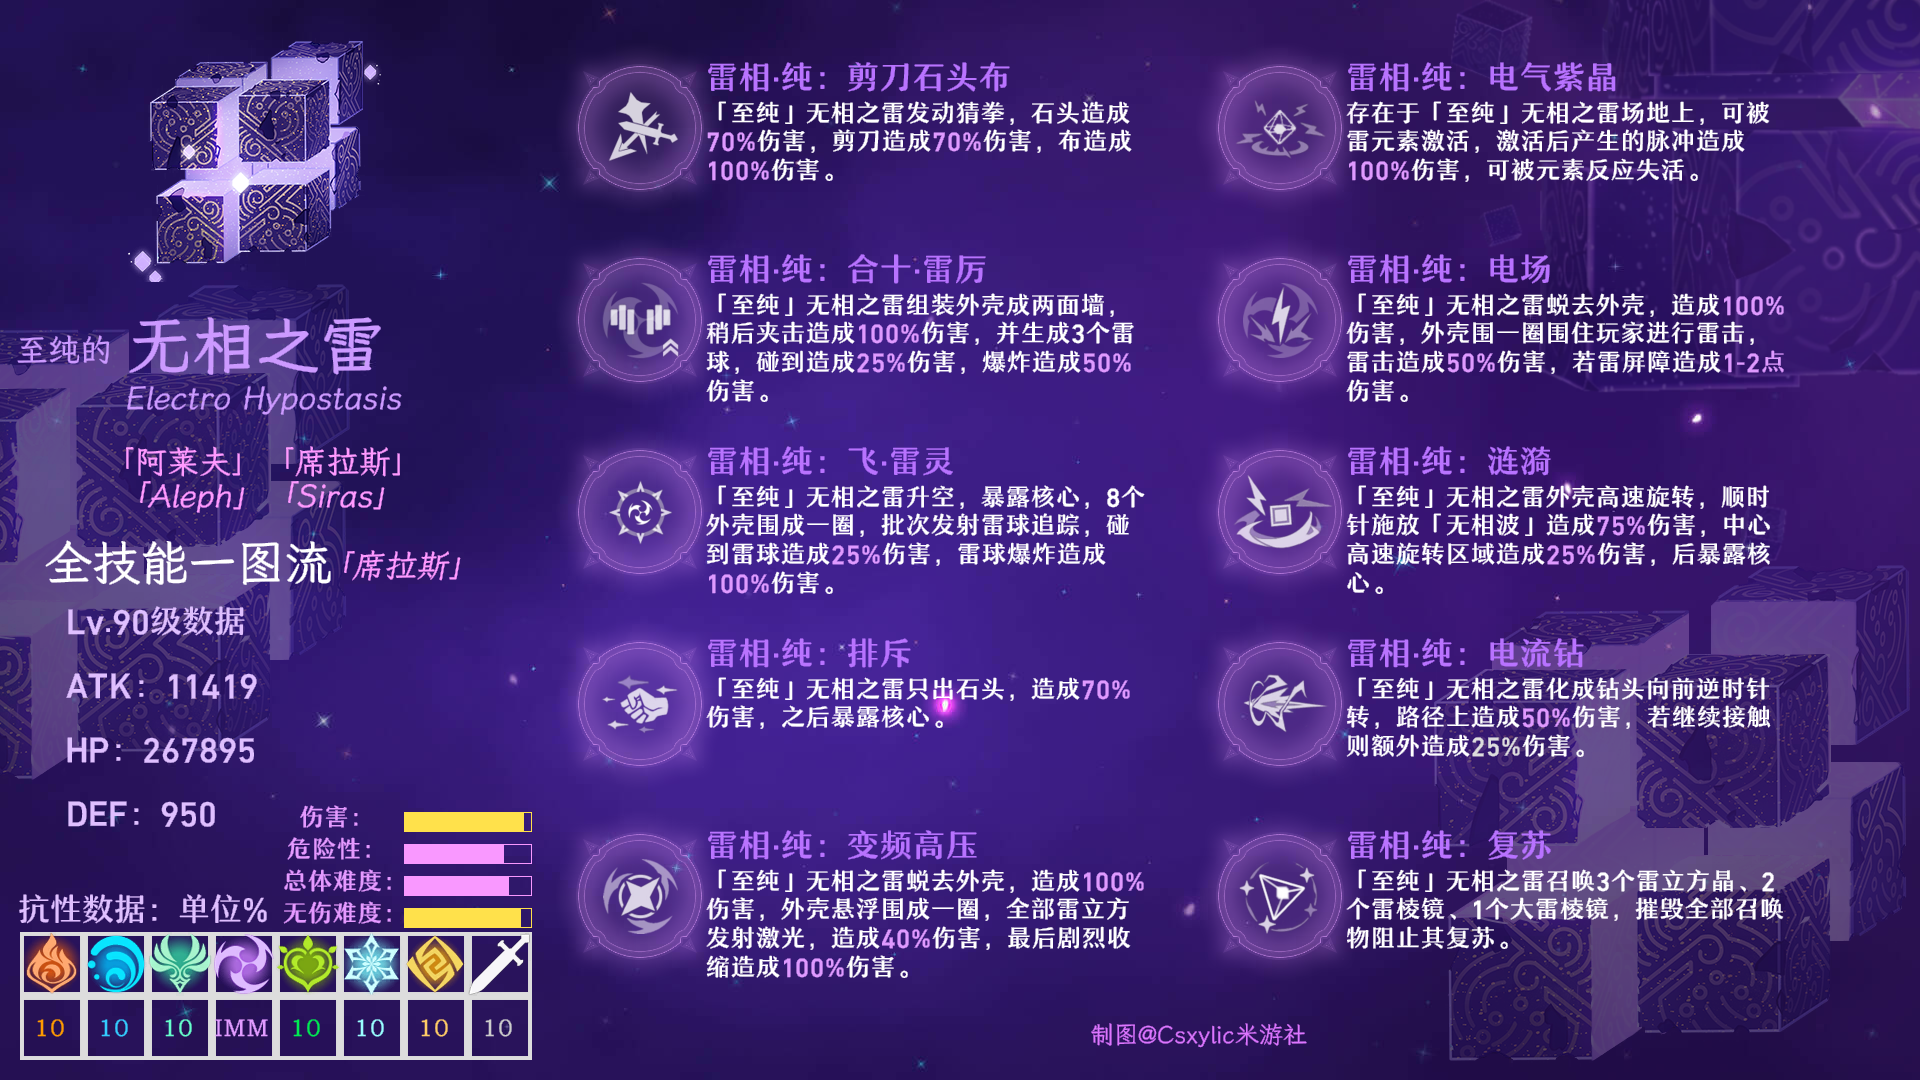 至纯的 无相之雷
Electro Hypostasis
「阿莱夫」 「席拉斯」
「Aleph」 「Siras」
全技能一图流「席拉斯」
Lv.90级数据
ATK：11419
HP：267895
DEF：950
伤害：
危险性：
总体难度：
无伤难度：
抗性数据：单位%
10 10 10 IMM 10 10 10 10
雷相·纯：剪刀石头布
「至纯」无相之雷发动猜拳，石头造成
70%伤害，剪刀造成70%伤害，布造成
100%伤害。
雷相·纯：合十·雷厉
「至纯」无相之雷组装外壳成两面墙，
稍后夹击造成100%伤害，并生成3个雷
球，碰到造成25%伤害，爆炸造成50%
伤害。
雷相·纯：飞·雷灵
「至纯」无相之雷升空，暴露核心，8个
外壳围成一圈，批次发射雷球追踪，碰
到雷球造成25%伤害，雷球爆炸造成
100%伤害。
雷相·纯：排斥
「至纯」无相之雷只出石头，造成70%
伤害，之后暴露核心。
雷相·纯：变频高压
「至纯」无相之雷蜕去外壳，造成100%
伤害，外壳悬浮围成一圈，全部雷立方
发射激光，造成40%伤害，最后剧烈收
缩造成100%伤害。
雷相·纯：电气紫晶
存在于「至纯」无相之雷场地上，可被
雷元素激活，激活后产生的脉冲造成
100%伤害，可被元素反应失活。
雷相·纯：电场
「至纯」无相之雷蜕去外壳，造成100%
伤害，外壳围一圈围住玩家进行雷击，
雷击造成50%伤害，若雷屏障造成1-2点
伤害。
雷相·纯：涟漪
「至纯」无相之雷外壳高速旋转，顺时
针施放「无相波」造成75%伤害，中心
高速旋转区域造成25%伤害，后暴露核
心。
雷相·纯：电流钻
「至纯」无相之雷化成钻头向前逆时针
转，路径上造成50%伤害，若继续接触
则额外造成25%伤害。
雷相·纯：复苏
「至纯」无相之雷召唤3个雷立方晶、2
个雷棱镜、1个大雷棱镜，摧毁全部召唤
物阻止其复苏。
制图@Csxylic米游社